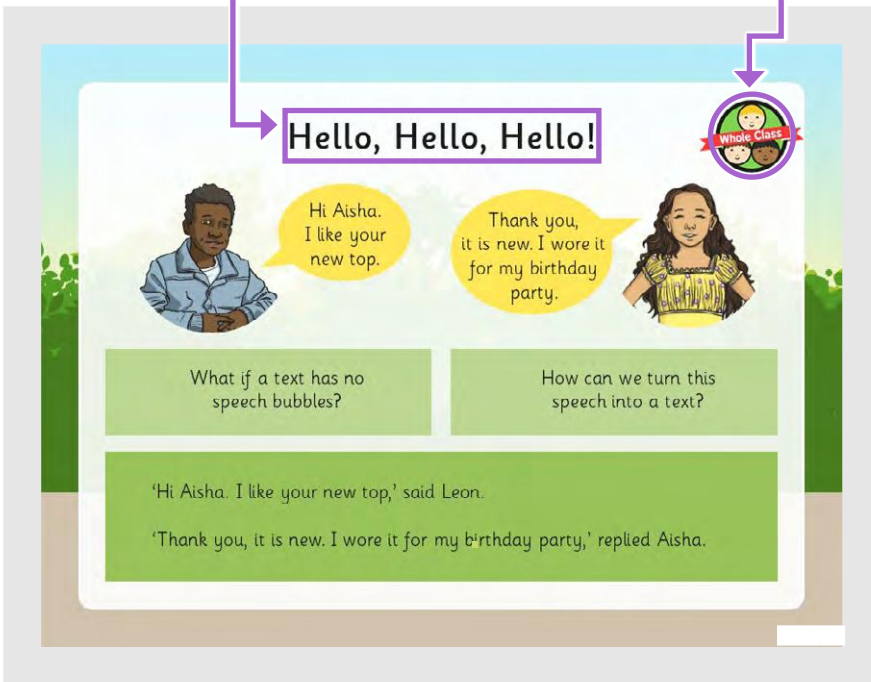 Hello, Hello, Hello!
Whole Class
Hi Aisha.
I like your
new top.
Thank you,
it is new. I wore it
for my birthday
party.
What if a text has no
speech bubbles?
How can we turn this
speech into a text?
‘Hi Aisha. I like your new top,’ said Leon.
‘Thank you, it is new. I wore it for my birthday party,’ replied Aisha.